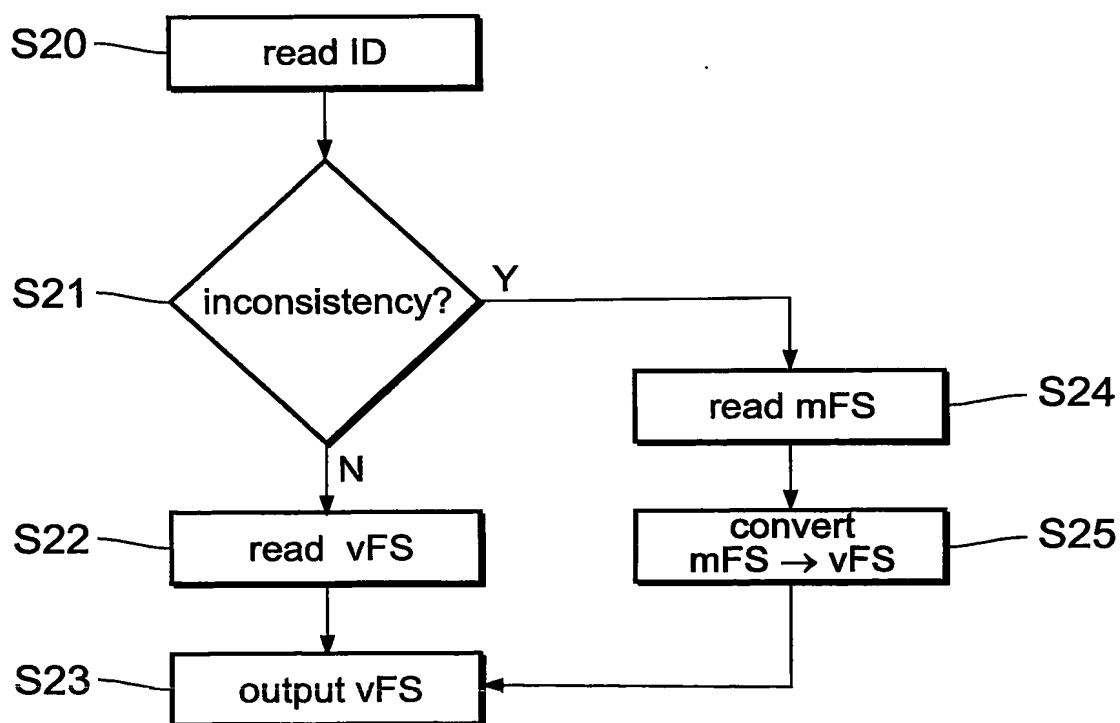 S20
read ID
S21
inconsistency?
Y
N
read mFS
S24
S22
read vFS
convert
mFS → vFS
S25
S23
output vFS